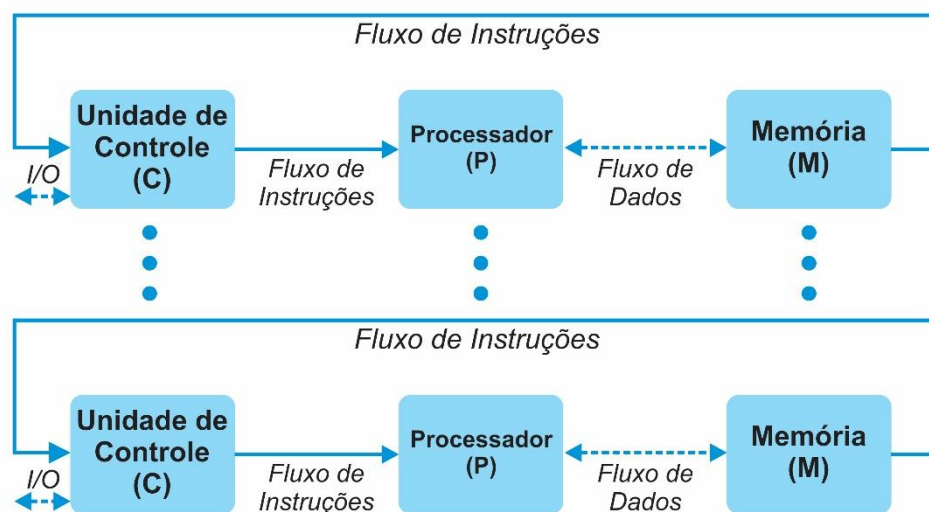 Fluxo de Instruções
Unidade de
Controle
(C)
Processador
(P)
Memória
(M)
I/O
Fluxo de
Instruções
Fluxo de
Dados
Fluxo de Instruções
Unidade de
Controle
(C)
Processador
(P)
Memória
(M)
I/O
Fluxo de
Instruções
Fluxo de
Dados